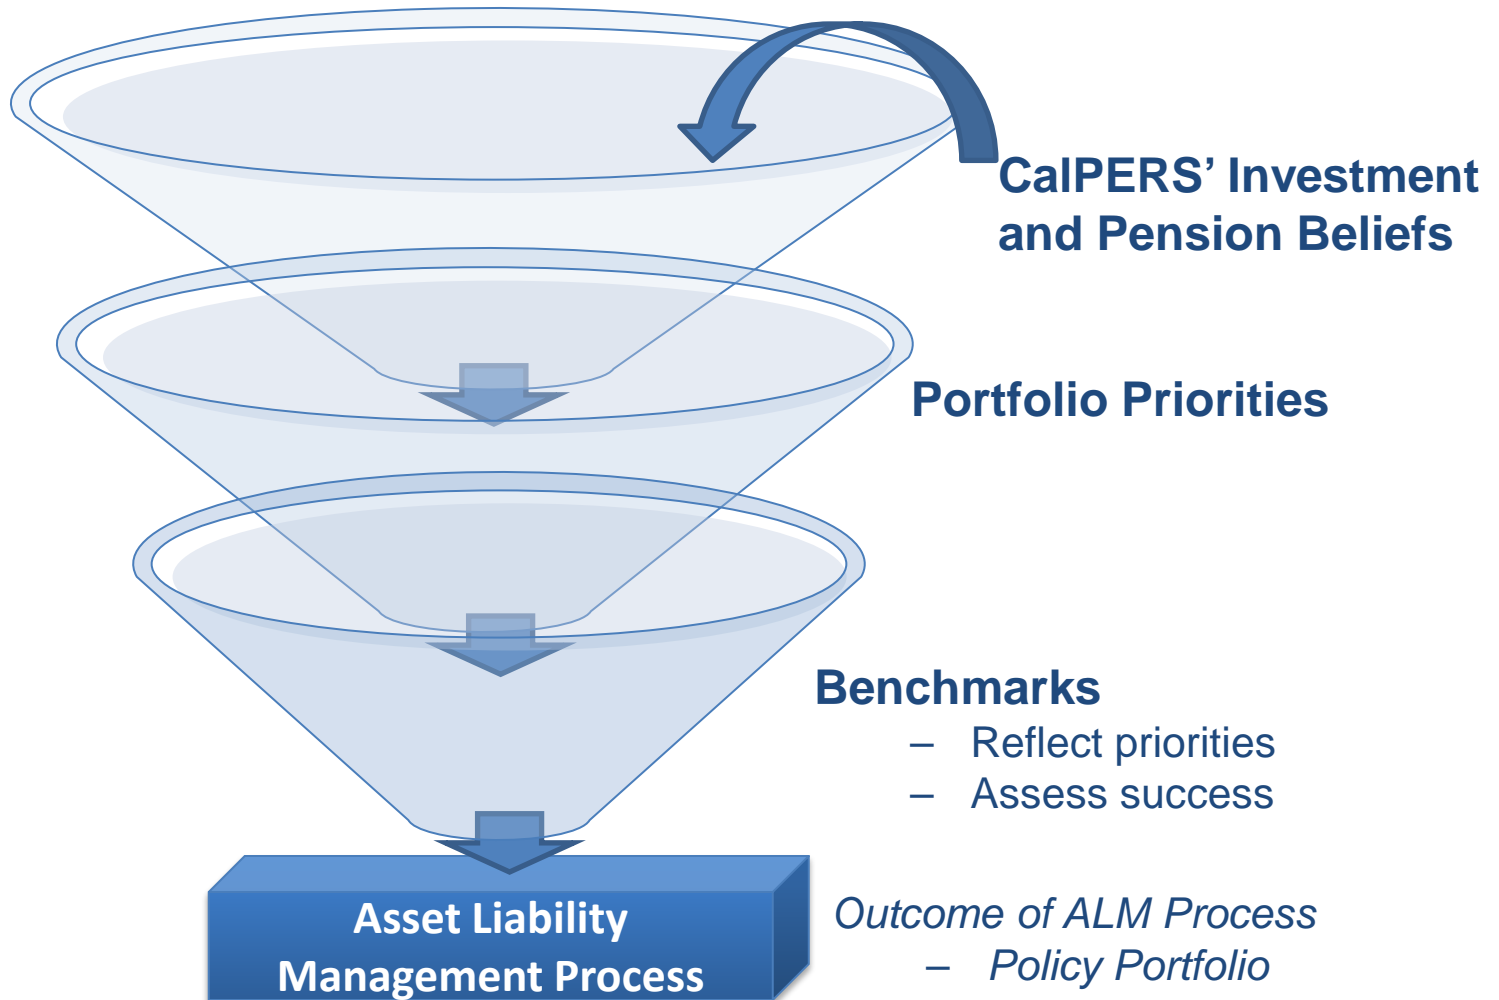 CalPERS’ Investment
and Pension Beliefs
Portfolio Priorities
Benchmarks
– Reflect priorities
– Assess success
Asset Liability
Management Process
Outcome of ALM Process
– Policy Portfolio